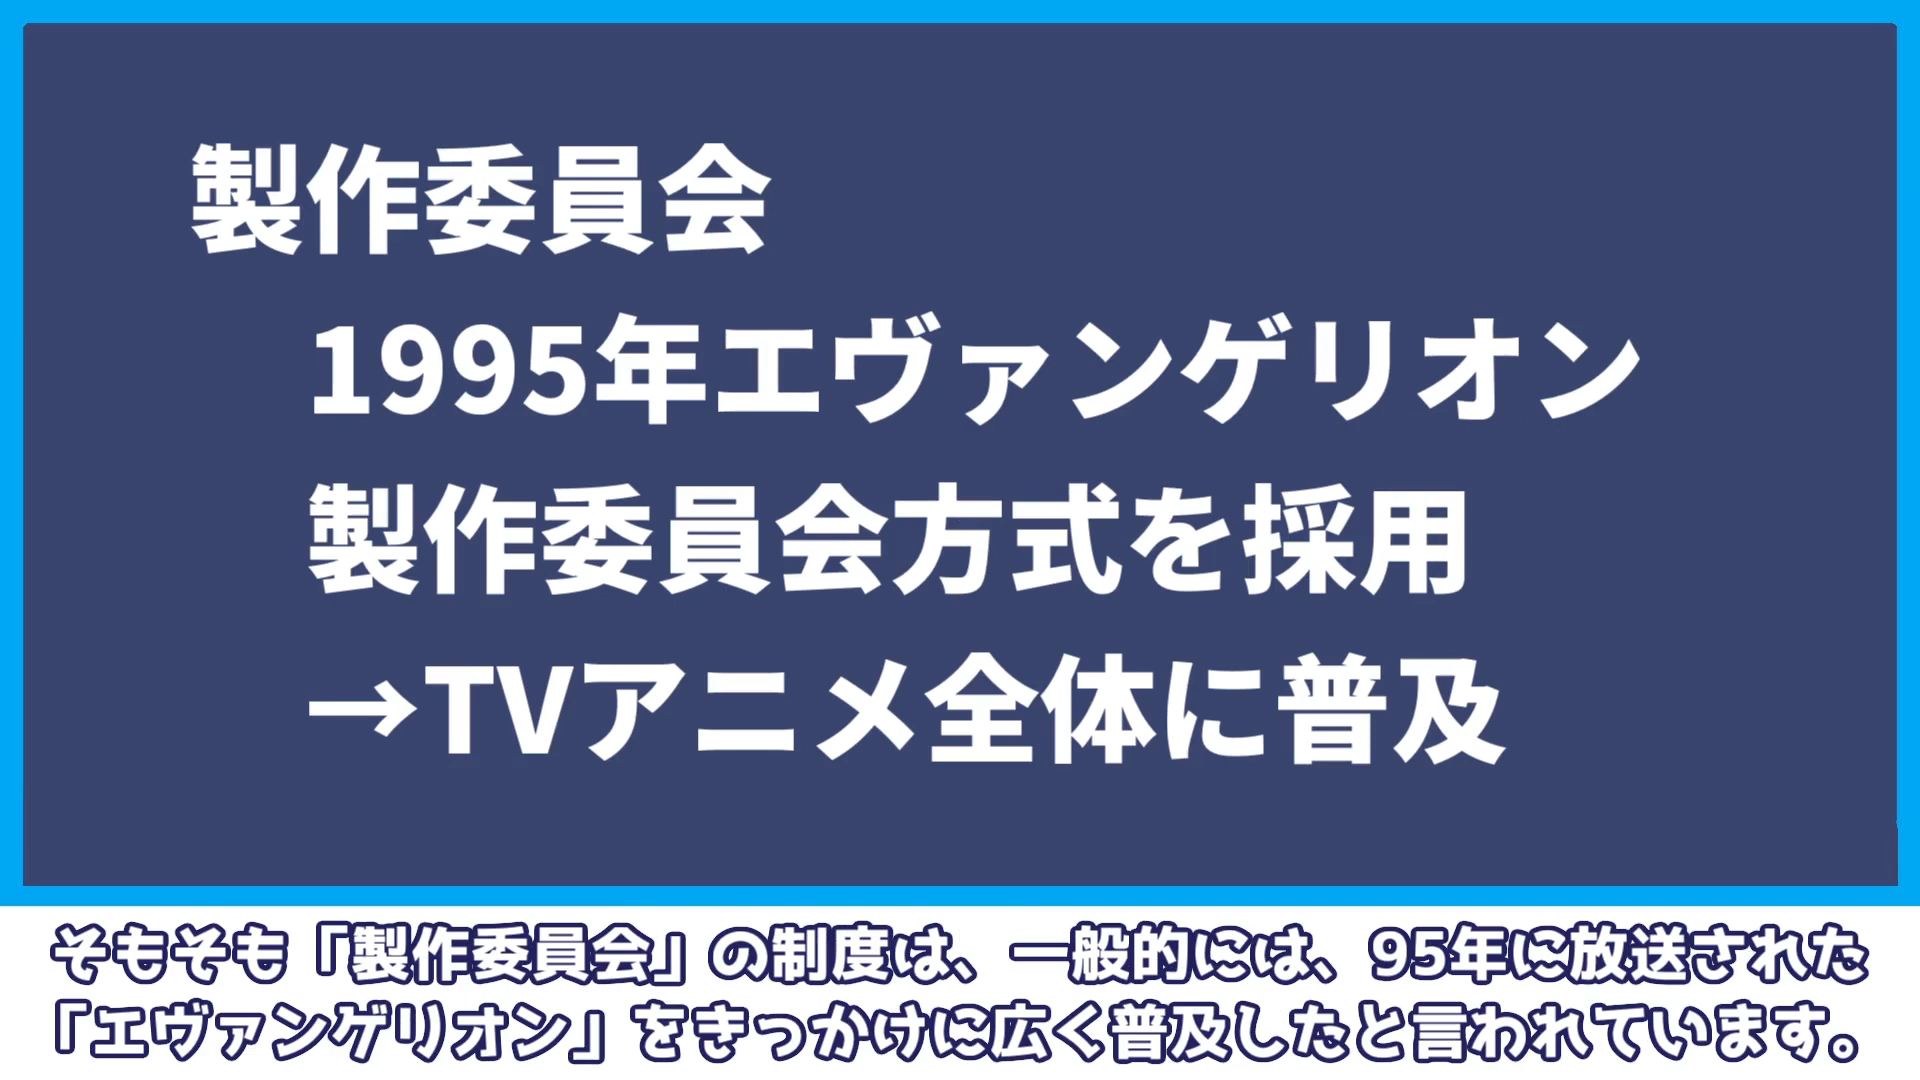 製作委員会
1995年エヴァンゲリオン
製作委員会方式を採用
→TVアニメ全体に普及
そもそも「製作委員会」の制度は、一般的には、95年に放送された
「エヴァンゲリオン」をきっかけに広く普及したと言われています。